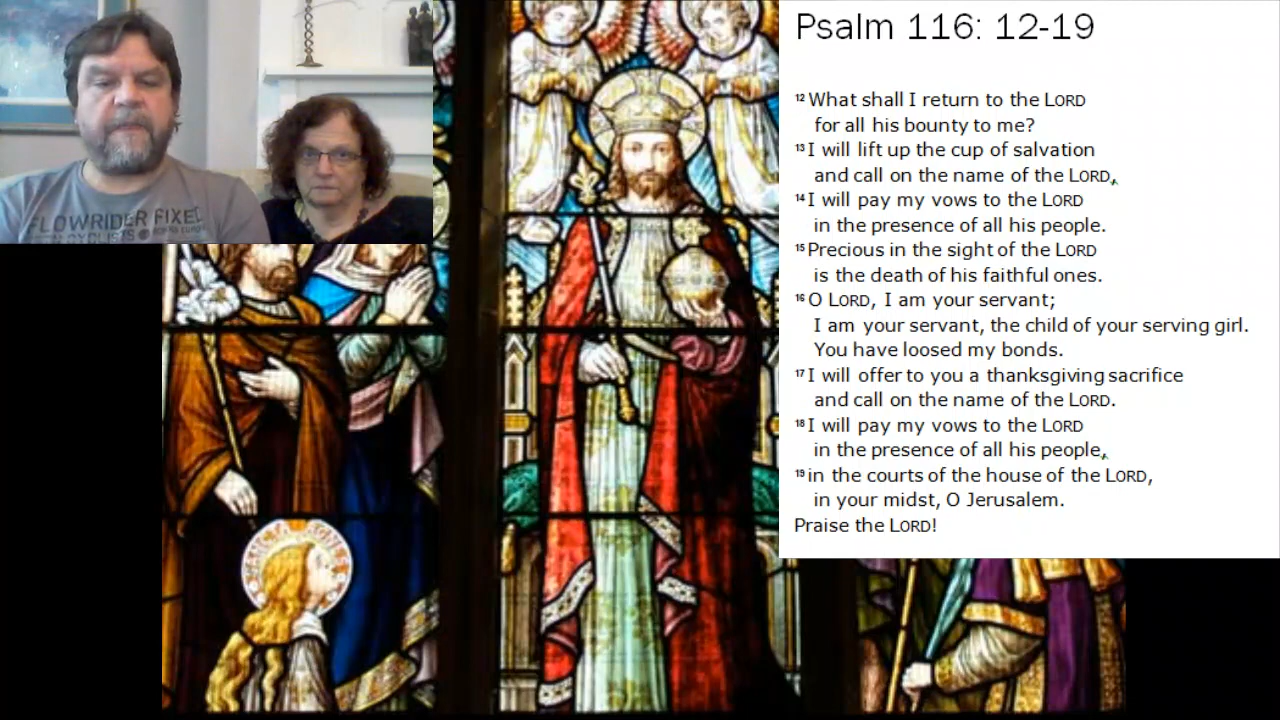 Psalm 116: 12-19
12 What shall I return to the LORD
for all his bounty to me?
13 I will lift up the cup of salvation
and call on the name of the LORD,
14 I will pay my vows to the LORD
in the presence of all his people.
15 Precious in the sight of the LORD
is the death of his faithful ones.
16 O LORD, I am your servant;
I am your servant, the child of your serving girl.
You have loosed my bonds.
17 I will offer to you a thanksgiving sacrifice
and call on the name of the LORD.
18 I will pay my vows to the LORD
in the presence of all his people,
19 in the courts of the house of the LORD,
in your midst, O Jerusalem.
Praise the LORD!
FLOWRIDER FIXED